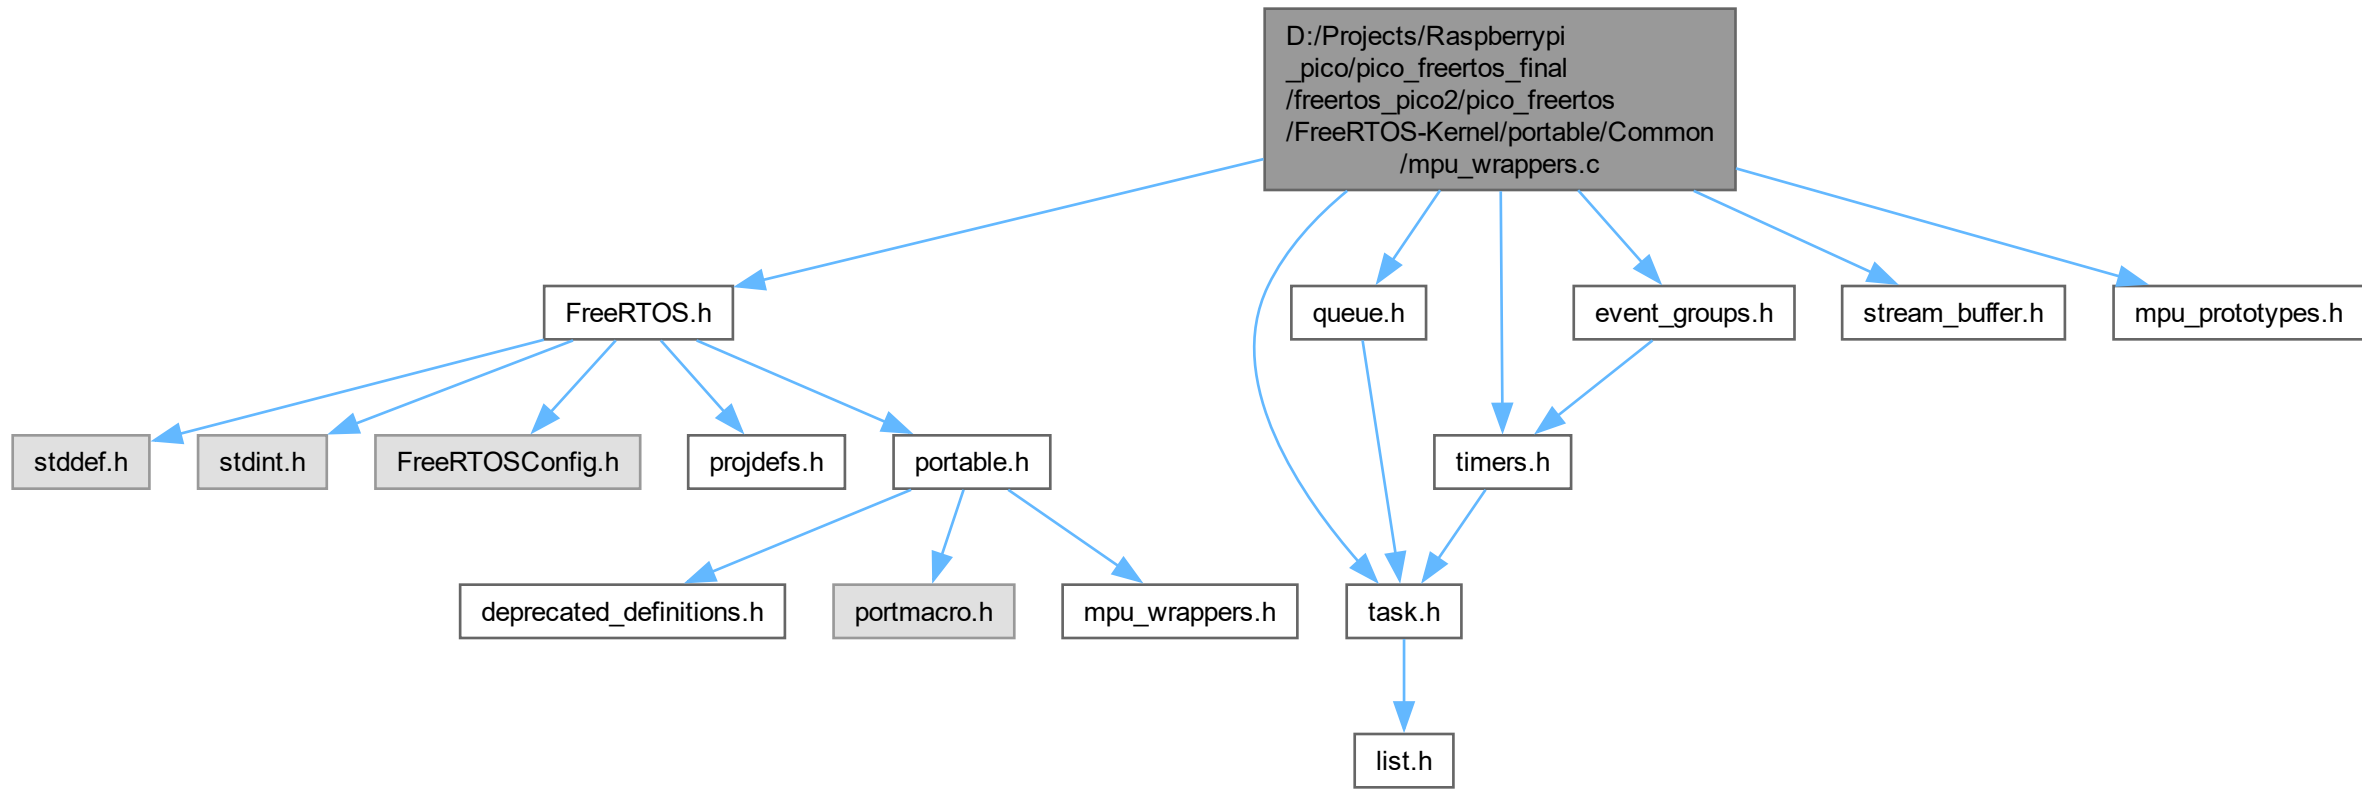 D:/Projects/Raspberrypi
_pico/pico_freertos_final
/freertos_pico2/pico_freertos
/FreeRTOS-Kernel/portable/Common
/mpu_wrappers.c
FreeRTOS.h
queue.h
event_groups.h
stream_buffer.h
mpu_prototypes.h
stddef.h
stdint.h
FreeRTOSConfig.h
projdefs.h
portable.h
timers.h
deprecated_definitions.h
portmacro.h
mpu_wrappers.h
task.h
list.h